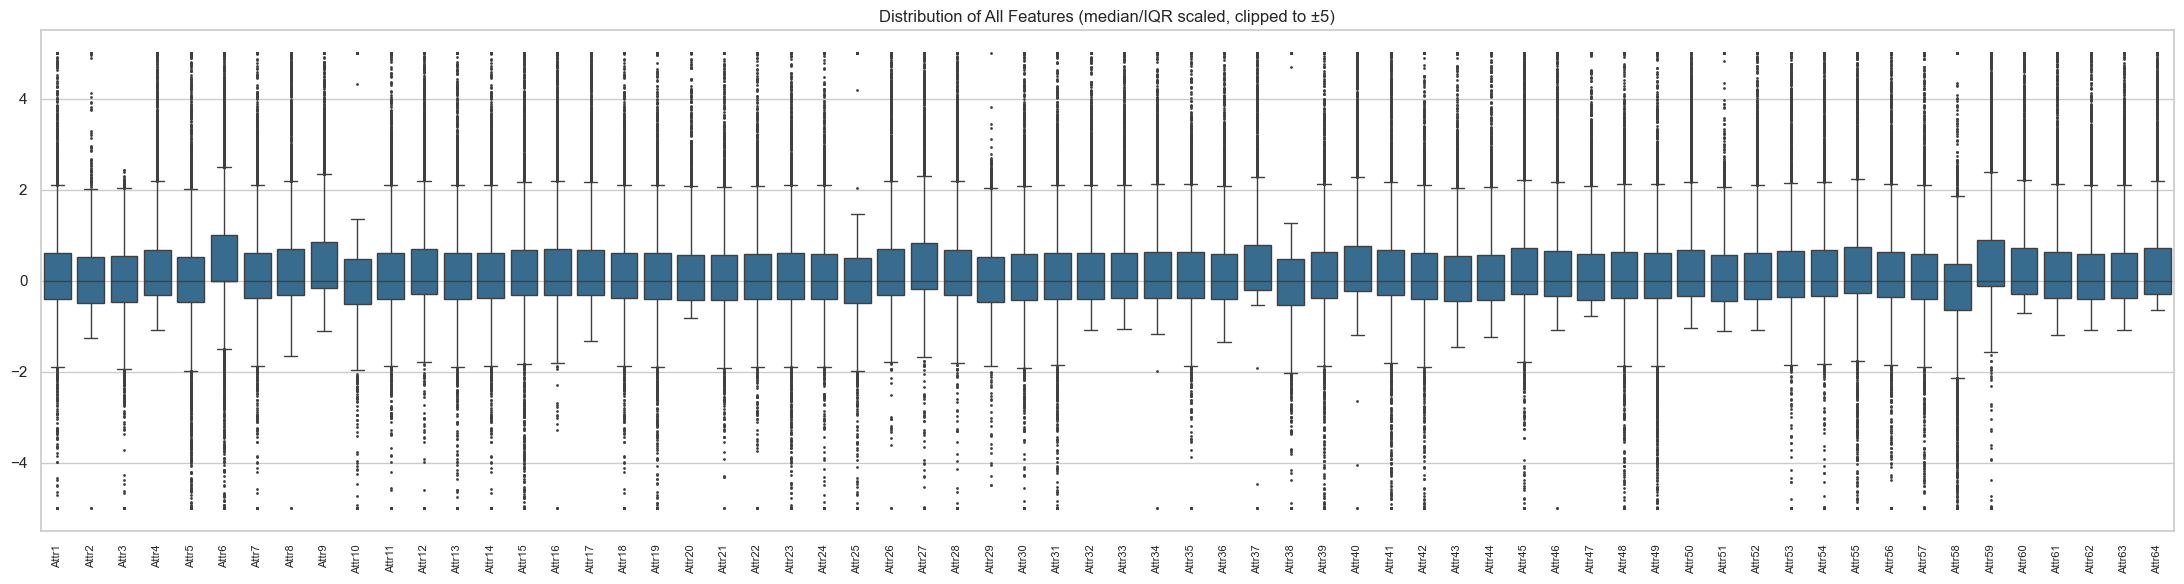 Distribution of All Features (median/IQR scaled, clipped to ±5)
4
2
0
−2
−4
Attr1
Attr2
Attr3
Attr4
Attr5
Attr6
Attr7
Attr8
Attr9
Attr10
Attr11
Attr12
Attr13
Attr14
Attr15
Attr16
Attr17
Attr18
Attr19
Attr20
Attr21
Attr22
Attr23
Attr24
Attr25
Attr26
Attr27
Attr28
Attr29
Attr30
Attr31
Attr32
Attr33
Attr34
Attr35
Attr36
Attr37
Attr38
Attr39
Attr40
Attr41
Attr42
Attr43
Attr44
Attr45
Attr46
Attr47
Attr48
Attr49
Attr50
Attr51
Attr52
Attr53
Attr54
Attr55
Attr56
Attr57
Attr58
Attr59
Attr60
Attr61
Attr62
Attr63
Attr64